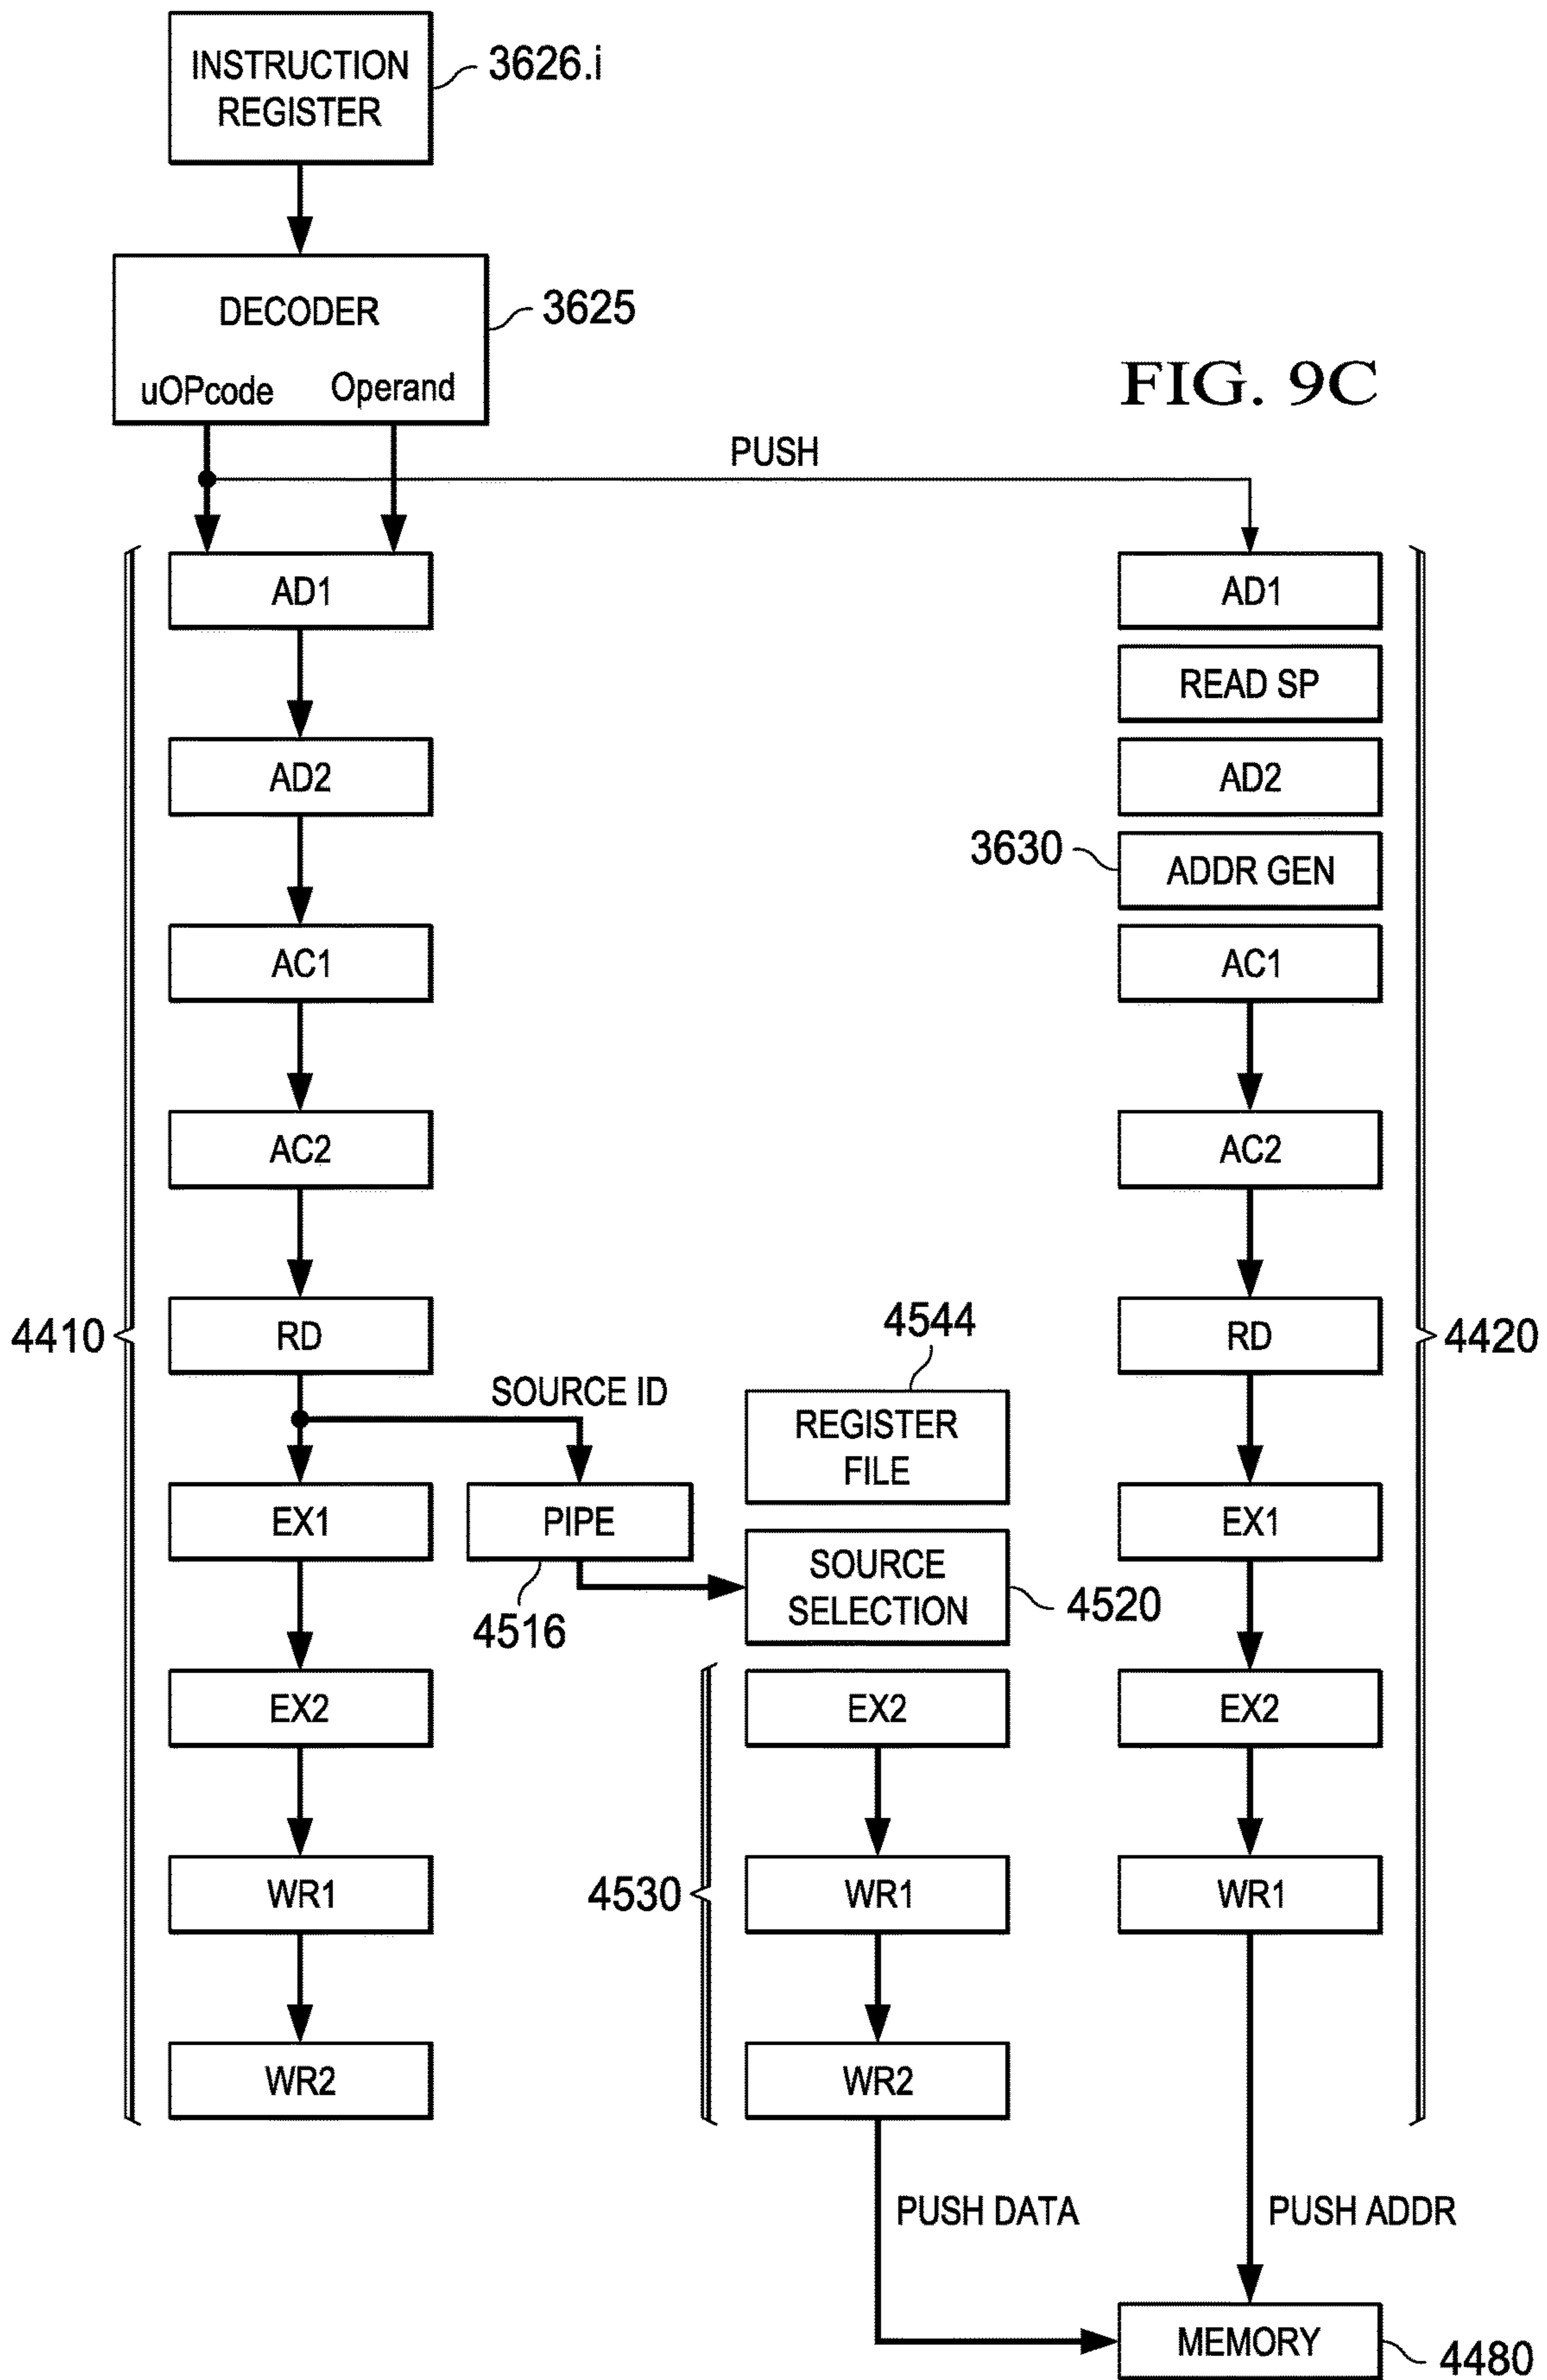 INSTRUCTION
REGISTER
3626.i
DECODER
3625
uOPcode
Operand
FIG. 9C
PUSH
AD1
AD1
READ SP
AD2
AD2
3630
ADDR GEN
AC1
AC1
AC2
AC2
4410
RD
4544
RD
4420
SOURCE ID
REGISTER
FILE
EX1
PIPE
EX1
4516
SOURCE
SELECTION
4520
EX2
EX2
EX2
4530
WR1
WR1
WR1
WR2
WR2
PUSH DATA
PUSH ADDR
MEMORY
4480